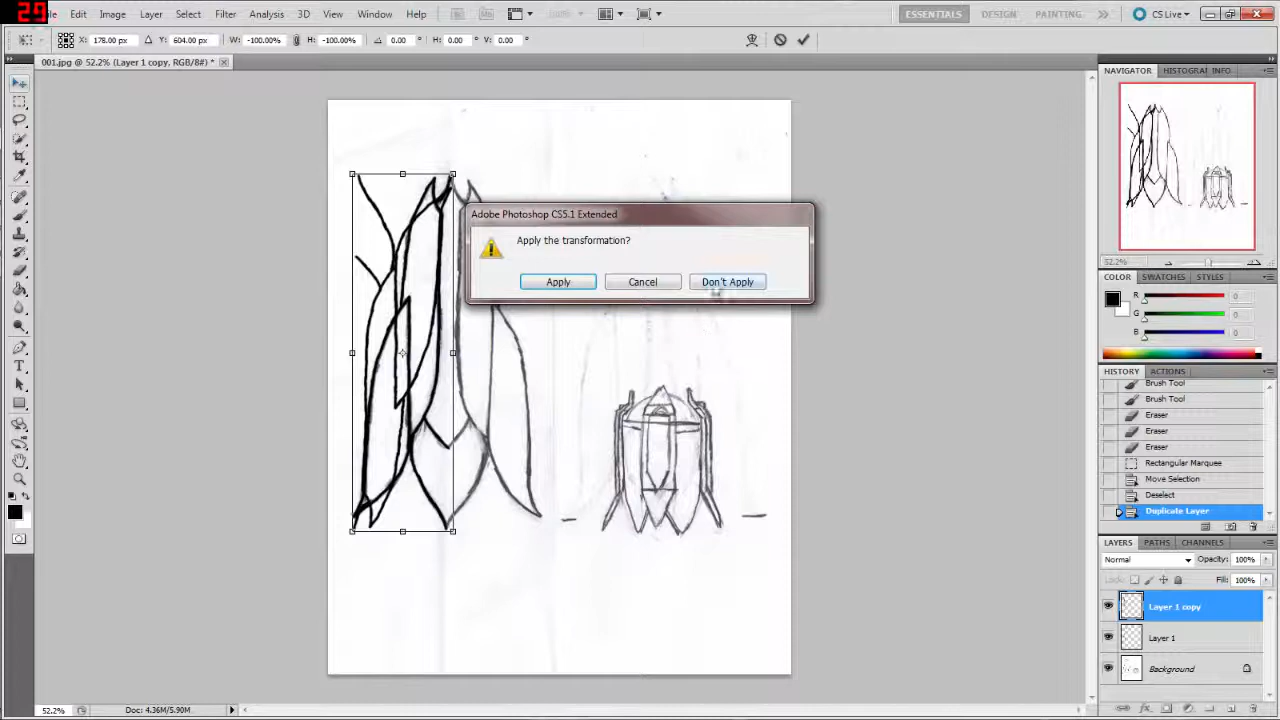 29
le Edit Image Layer Select Filter Analysis 3D View Window Help
ESSENTIALS DESIGN PAINTING CS Live
X: 178.00 px Y: 604.00 px W: -100.00% H: -100.00% 0.00 ° H: 0.00 ° V: 0.00 °
001.jpg @ 52.2% (Layer 1 copy, RGB/8#) *
NAVIGATOR HISTOGRAM INFO
52.2%
Adobe Photoshop CS5.1 Extended
Apply the transformation?
Apply Cancel Don't Apply
COLOR SWATCHES STYLES
R 0
G 0
B 0
HISTORY ACTIONS
Brush Tool
Brush Tool
Eraser
Eraser
Eraser
Rectangular Marquee
Move Selection
Deselect
Duplicate Layer
LAYERS PATHS CHANNELS
Normal Opacity: 100%
Lock: Fill: 100%
Layer 1 copy
Layer 1
Background
52.2% Doc: 4.36M/5.90M